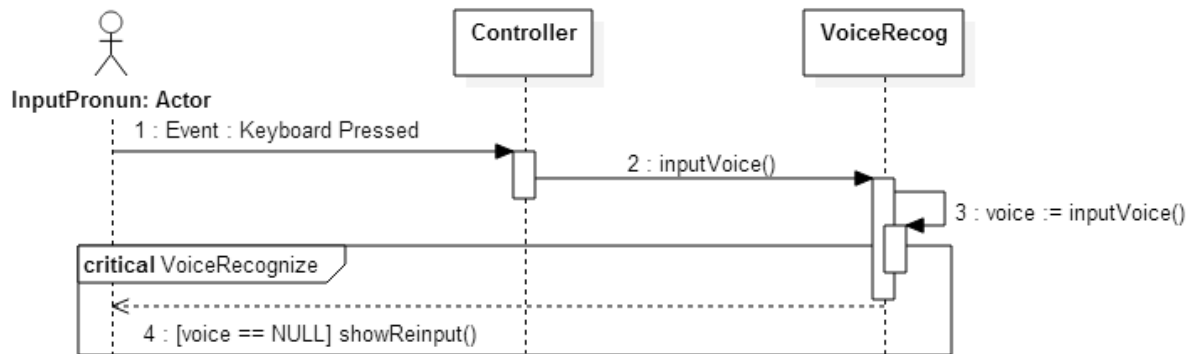 Controller
VoiceRecog
InputPronun: Actor
1 : Event : Keyboard Pressed
2 : inputVoice()
3 : voice := inputVoice()
critical VoiceRecognize
4 : [voice == NULL] showReinput()